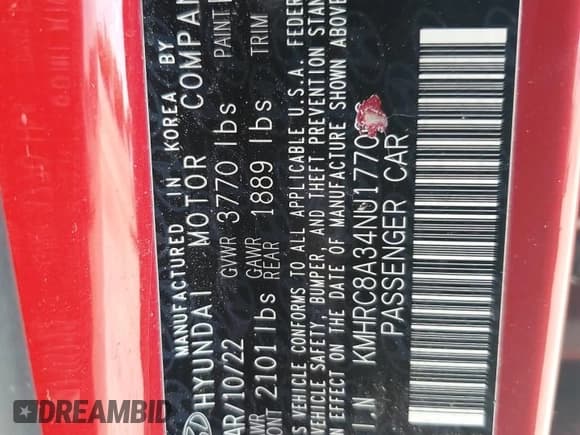 MANUFACTURED IN KOREA BY
HYUNDAI MOTOR COMPAN
AR/10/22 GVWR 3770 lbs PAINT
AWR 2101lbs GAWR REAR 1889 lbs TRIM
S VEHICLE CONFORMS TO ALL APPLICABLE U.S.A. FEDER
VEHICLE SAFETY, BUMPER AND THEFT PREVENTION STAN
N EFFECT ON THE DATE OF MANUFACTURE SHOWN ABOVE
I.N KMHRC8A34NU1770
PASSENGER CAR
DREAMBID